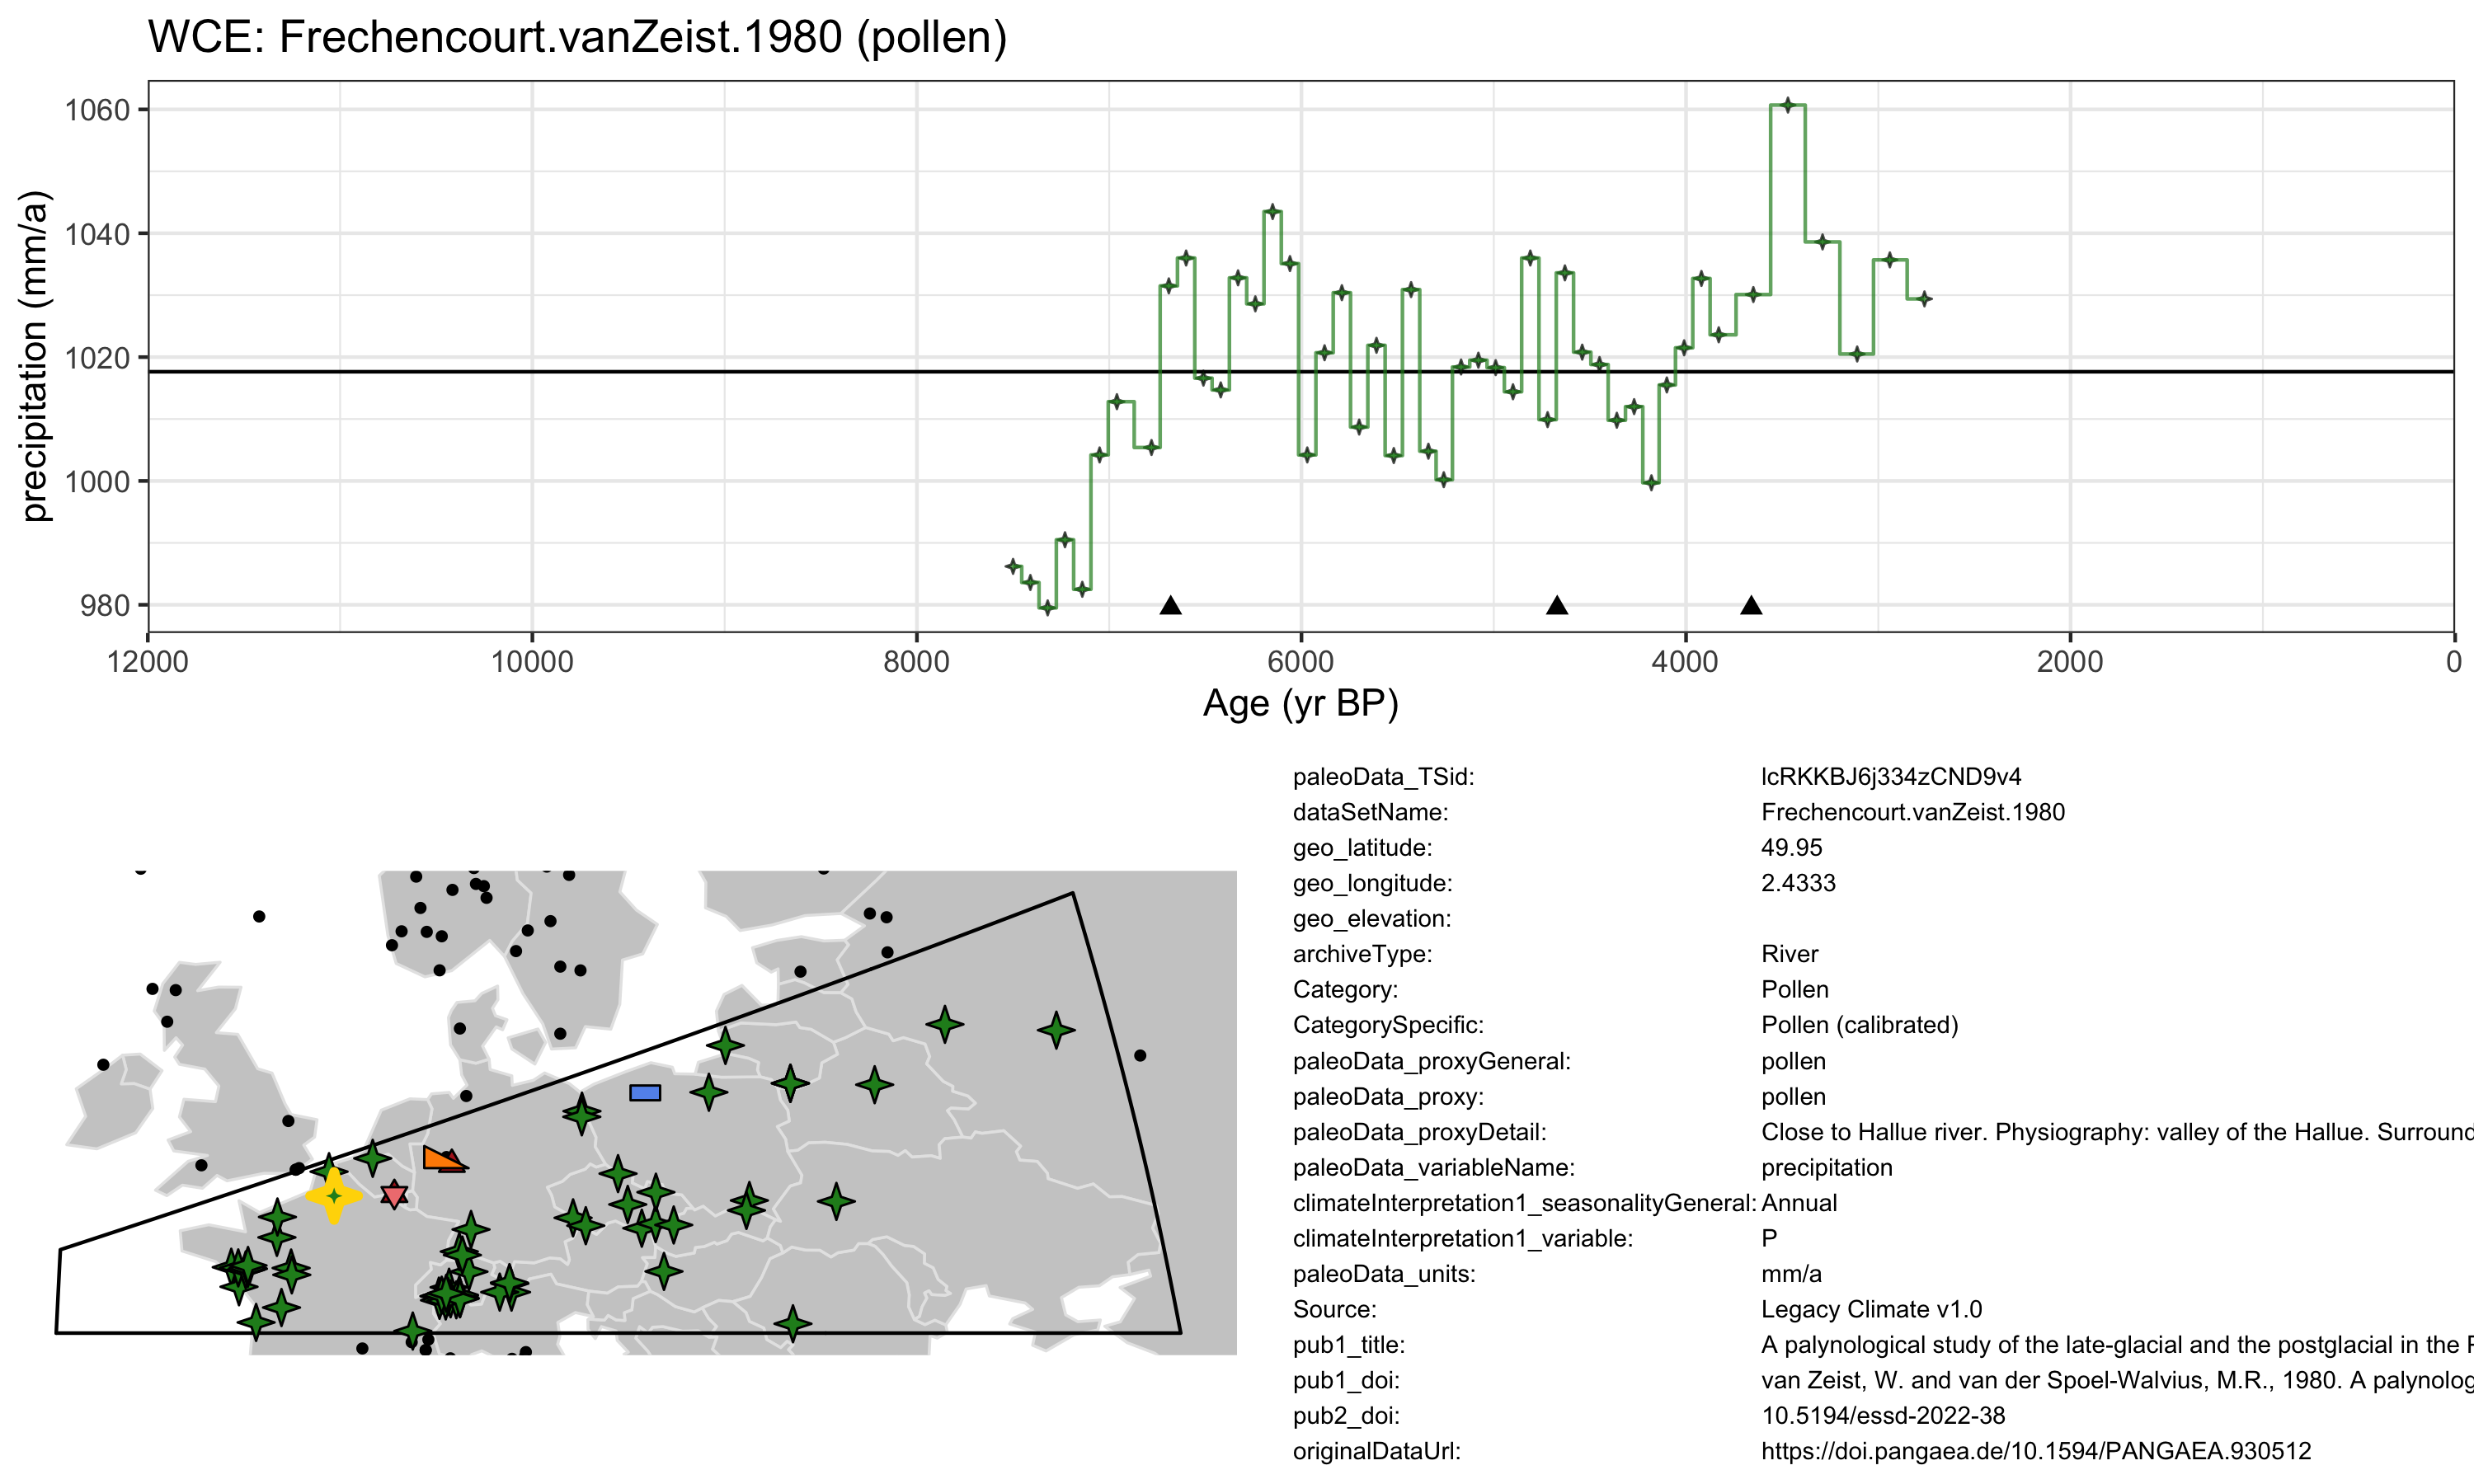 WCE: Frechencourt.vanZeist.1980 (pollen)
precipitation (mm/a)
1060
1040
1020
1000
980
12000 10000 8000 6000 4000 2000 0
Age (yr BP)
paleoData_TSid: lcRKKBJ6j334zCND9v4
dataSetName: Frechencourt.vanZeist.1980
geo_latitude: 49.95
geo_longitude: 2.4333
geo_elevation:
archiveType: River
Category: Pollen
CategorySpecific: Pollen (calibrated)
paleoData_proxyGeneral: pollen
paleoData_proxy: pollen
paleoData_proxyDetail: Close to Hallue river. Physiography: valley of the Hallue. Surround
paleoData_variableName: precipitation
climateInterpretation1_seasonalityGeneral: Annual
climateInterpretation1_variable: P
paleoData_units: mm/a
Source: Legacy Climate v1.0
pub1_title: A palynological study of the late-glacial and the postglacial in the
pub1_doi: van Zeist, W. and van der Spoel-Walvius, M.R., 1980. A palynolog
pub2_doi: 10.5194/essd-2022-38
originalDataUrl: https://doi.pangaea.de/10.1594/PANGAEA.930512